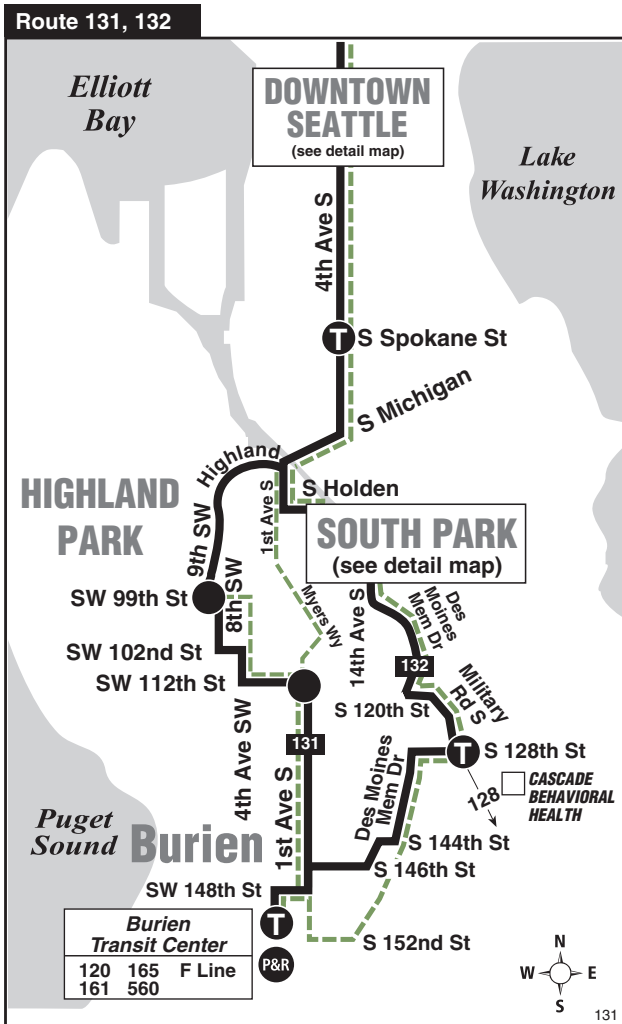 Route 131, 132
Elliott
Bay
DOWNTOWN
SEATTLE
(see detail map)
Lake
Washington
4th Ave S
T
S Spokane St
S Michigan
Highland
S Holden
HIGHLAND
PARK
9th SW
1st Ave S
SOUTH PARK
(see detail map)
SW 99th St
8th SW
Myers Wy
14th Ave S
Des
Moines
Mem Dr
SW 102nd St
SW 112th St
132
Military
Rd S
S 120th St
4th Ave SW
131
1st Ave S
Des Moines
Mem Dr
T
S 128th St
128
CASCADE
BEHAVIORAL
HEALTH
Puget
Sound
Burien
S 144th St
S 146th St
SW 148th St
T
Burien
Transit Center
120 165 F Line
161 560
P&R
S 152nd St
N
W E
S
131